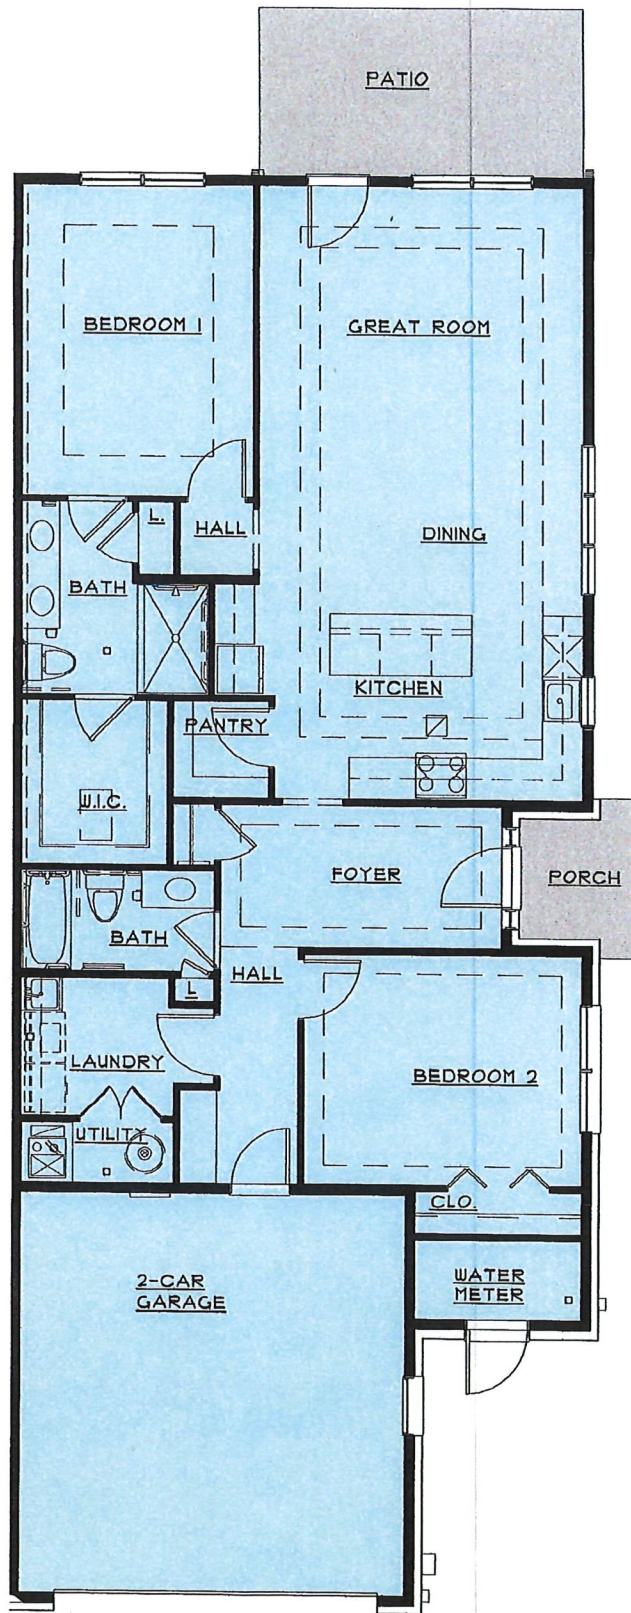 PATIO
BEDROOM 1
GREAT ROOM
L.
HALL
DINING
BATH
KITCHEN
PANTRY
W.I.C.
FOYER
PORCH
BATH
HALL
L
LAUNDRY
BEDROOM 2
UTILITY
CLO.
2-CAR
GARAGE
WATER
METER